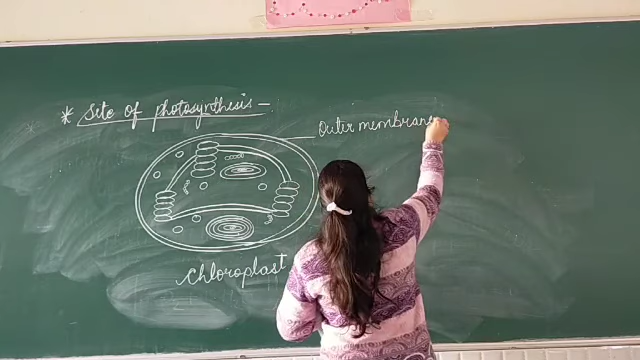 * Site of photosynthesis -
Outer membrane
Chloroplast